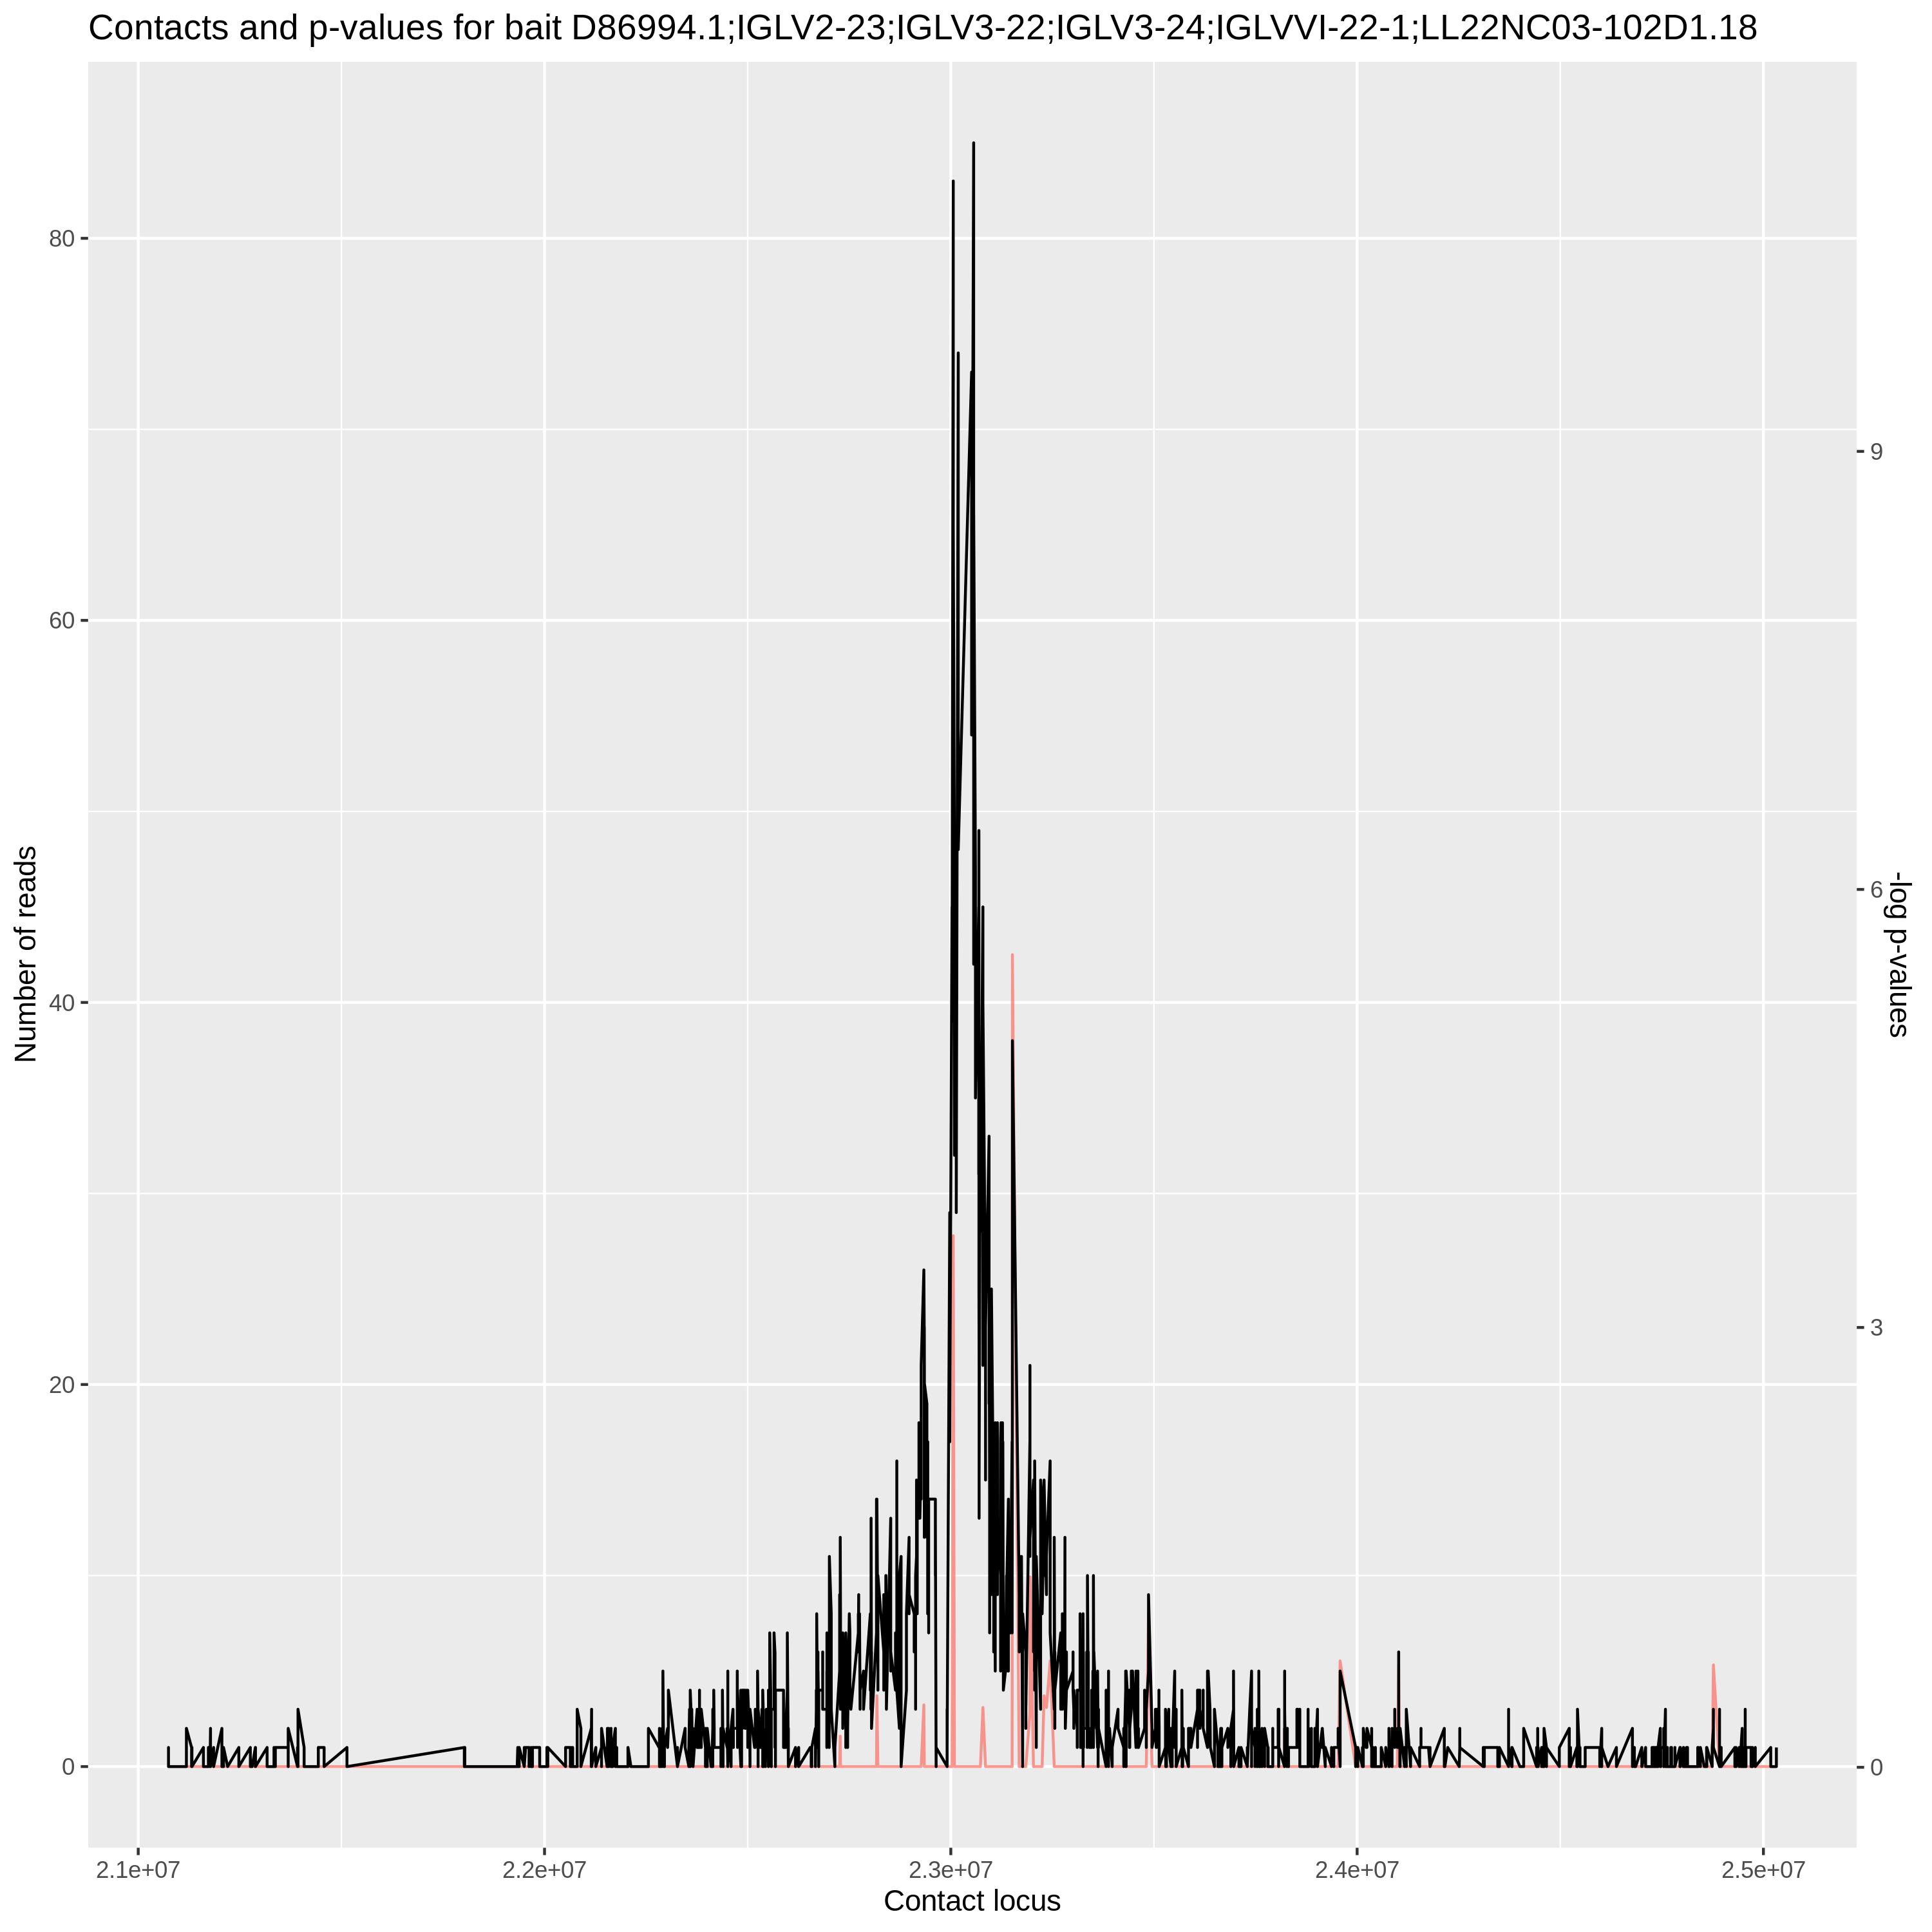 Contacts and p-values for bait D86994.1;IGLV2-23;IGLV3-22;IGLV3-24;IGLVVI-22-1;LL22NC03-102D1.18
80
60
40
20
0
Number of reads
9
6
3
0
-log p-values
2.1e+07
2.2e+07
2.3e+07
2.4e+07
2.5e+07
Contact locus